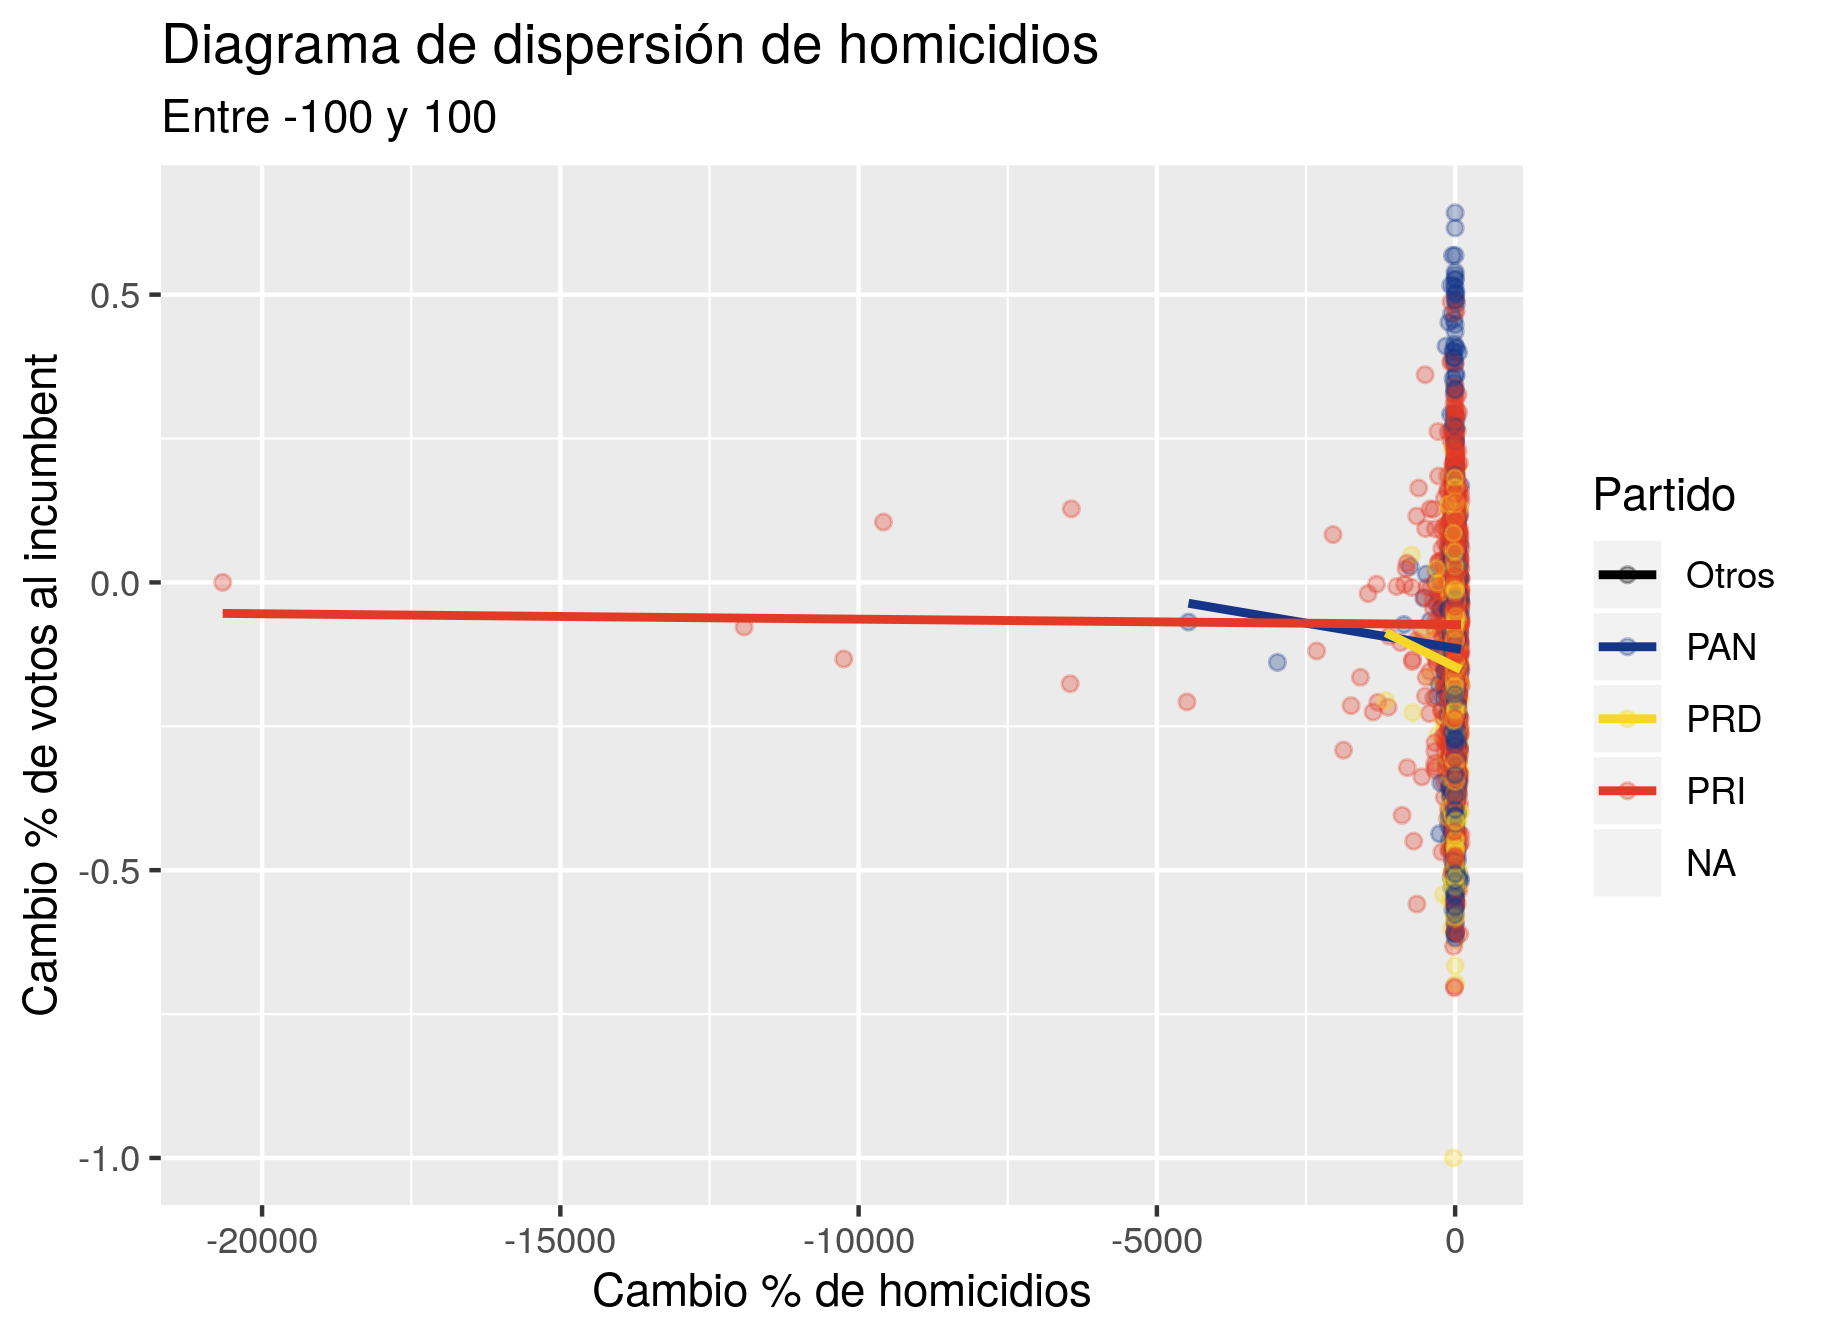 Diagrama de dispersión de homicidios
Entre -100 y 100
Cambio % de votos al incumbent
0.5
0.0
-0.5
-1.0
-20000
-15000
-10000
-5000
0
Cambio % de homicidios
Partido
Otros
PAN
PRD
PRI
NA